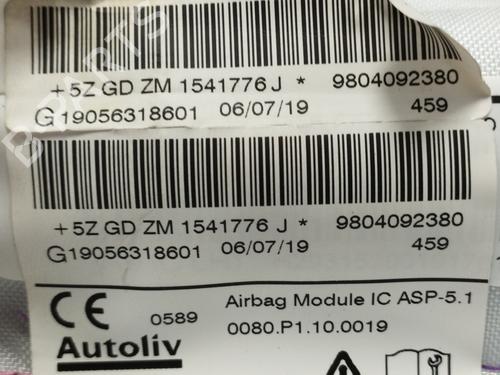 +5Z GD ZM 1541776 J * 9804092380
G19056318601 06/07/19 459
+5Z GD ZM 1541776 J * 9804092380
G19056318601 06/07/19 459
CE 0589 Airbag Module IC ASP-5.1
0080.P1.10.0019
Autoliv
B-PARTS